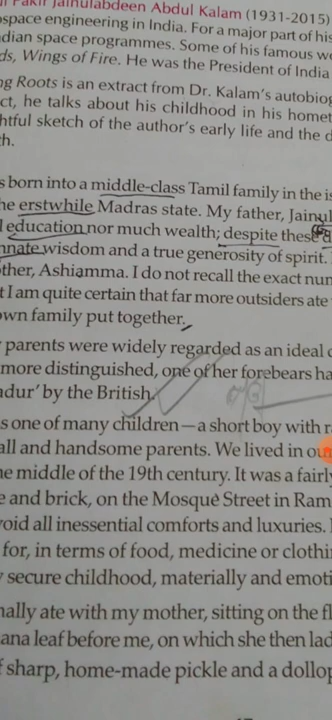 Jainulabdeen Abdul Kalam (1931-2015)
space engineering in India. For a major part of his
dian space programmes. Some of his famous w
ds, Wings of Fire. He was the President of India
ng Roots is an extract from Dr. Kalam's autobiog
ct, he talks about his childhood in his homet
htful sketch of the author's early life and the d
h.
s born into a middle-class Tamil family in the is
he erstwhile Madras state. My father, Jainul
l education nor much wealth; despite these
nnate wisdom and a true generosity of spirit.
ther, Ashiamma. I do not recall the exact num
t I am quite certain that far more outsiders ate
own family put together.
parents were widely regarded as an ideal c
more distinguished, one of her forebears ha
adur' by the British.
s one of many children—a short boy with r
all and handsome parents. We lived in ou
he middle of the 19th century. It was a fairly
e and brick, on the Mosque Street in Ram
void all inessential comforts and luxuries.
for, in terms of food, medicine or clothi
y secure childhood, materially and emoti
nally ate with my mother, sitting on the fl
ana leaf before me, on which she then lad
f sharp, home-made pickle and a dollop